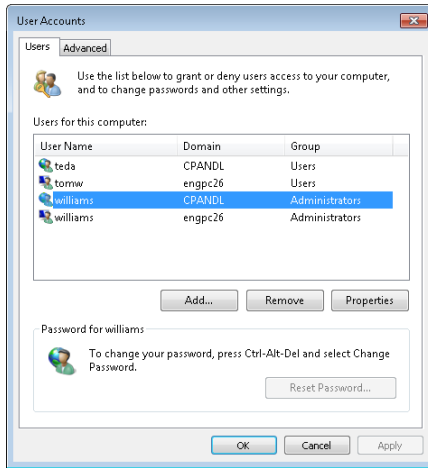 User Accounts
Users
Advanced
Use the list below to grant or deny users access to your computer,
and to change passwords and other settings.
Users for this computer:
User Name Domain Group
teda CPANDL Users
tomw engpc26 Users
williams CPANDL Administrators
williams engpc26 Administrators
Add... Remove Properties
Password for williams
To change your password, press Ctrl-Alt-Del and select Change
Password.
Reset Password...
OK Cancel Apply